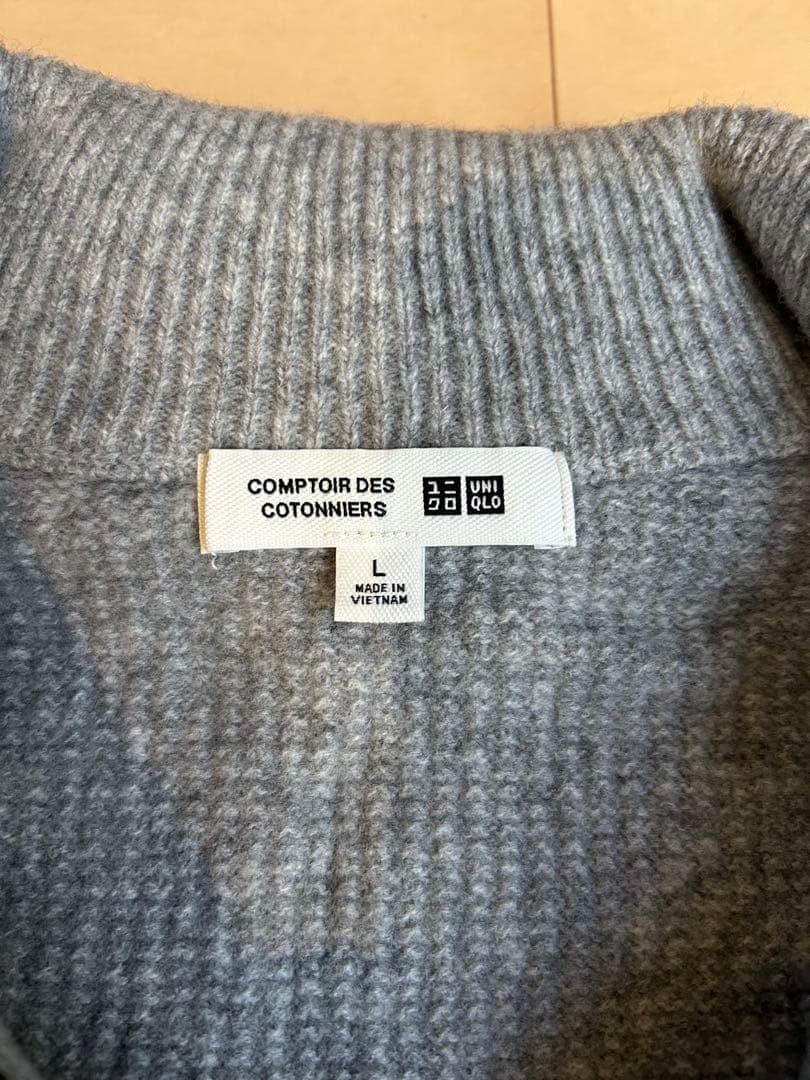 COMPTOIR DES
COTONNIERS
ユニ
クロ
UNI
QLO
L
MADE IN
VIETNAM